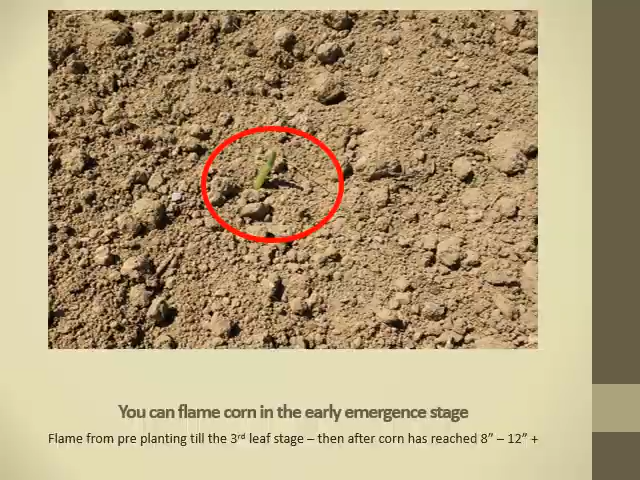 You can flame corn in the early emergence stage
Flame from pre planting till the 3rd leaf stage – then after corn has reached 8” – 12” +